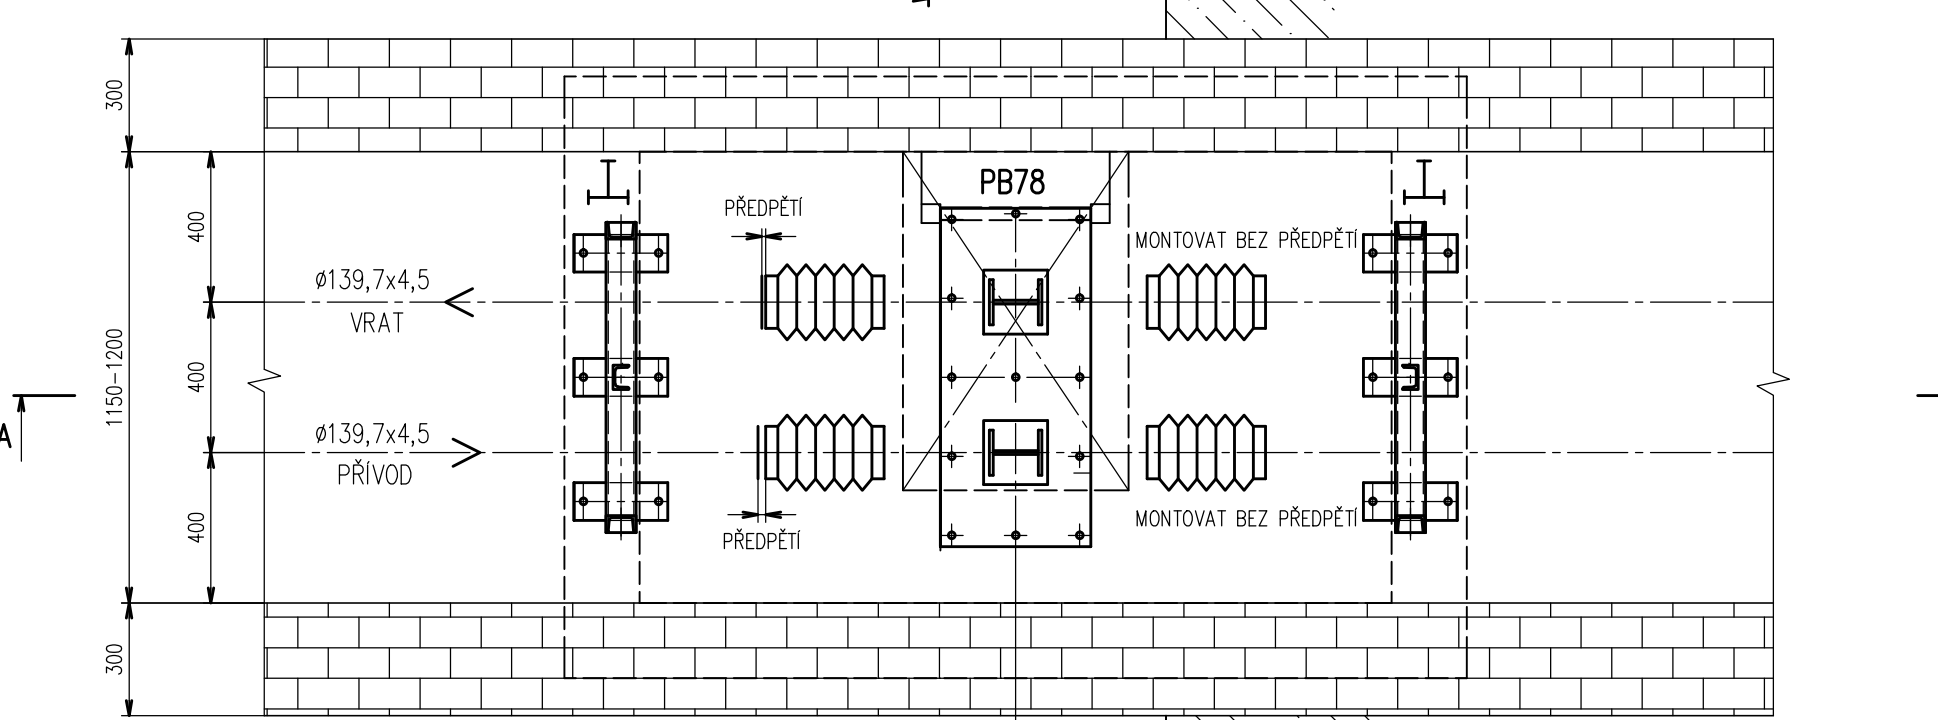 300
PB78
400
PŘEDPĚTÍ
MONTOVAT BEZ PŘEDPĚTÍ
ø139,7x4,5
VRAT
1150-1200
400
A
ø139,7x4,5
PŘÍVOD
400
MONTOVAT BEZ PŘEDPĚTÍ
PŘEDPĚTÍ
300